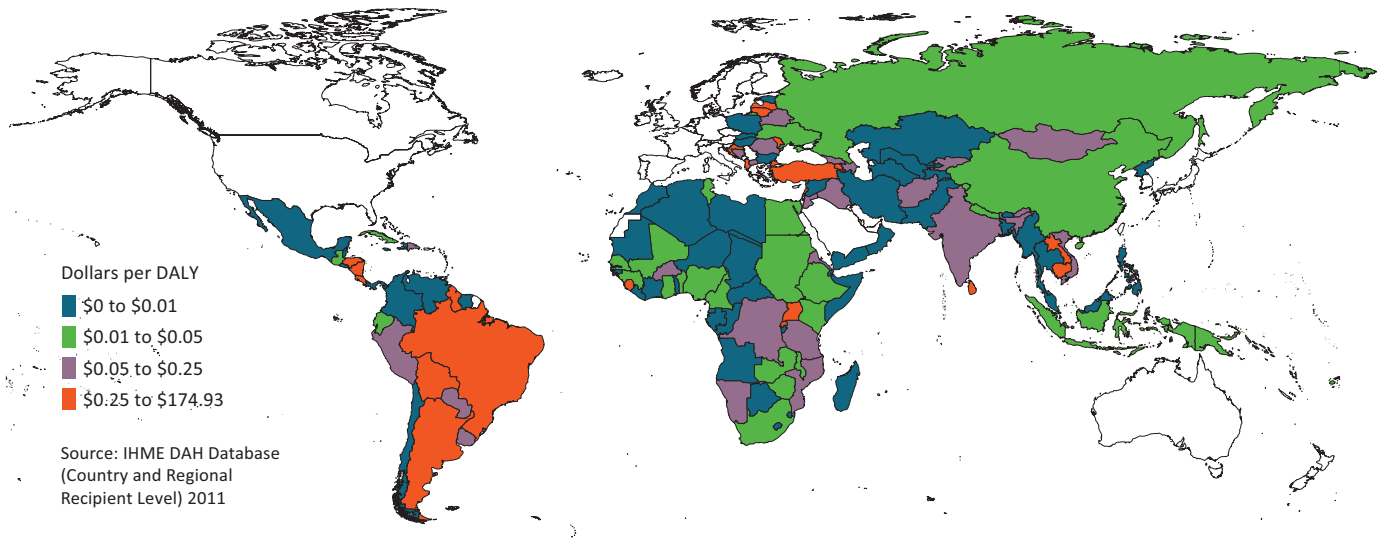 Dollars per DALY
$0 to $0.01
$0.01 to $0.05
$0.05 to $0.25
$0.25 to $174.93
Source: IHME DAH Database
(Country and Regional
Recipient Level) 2011